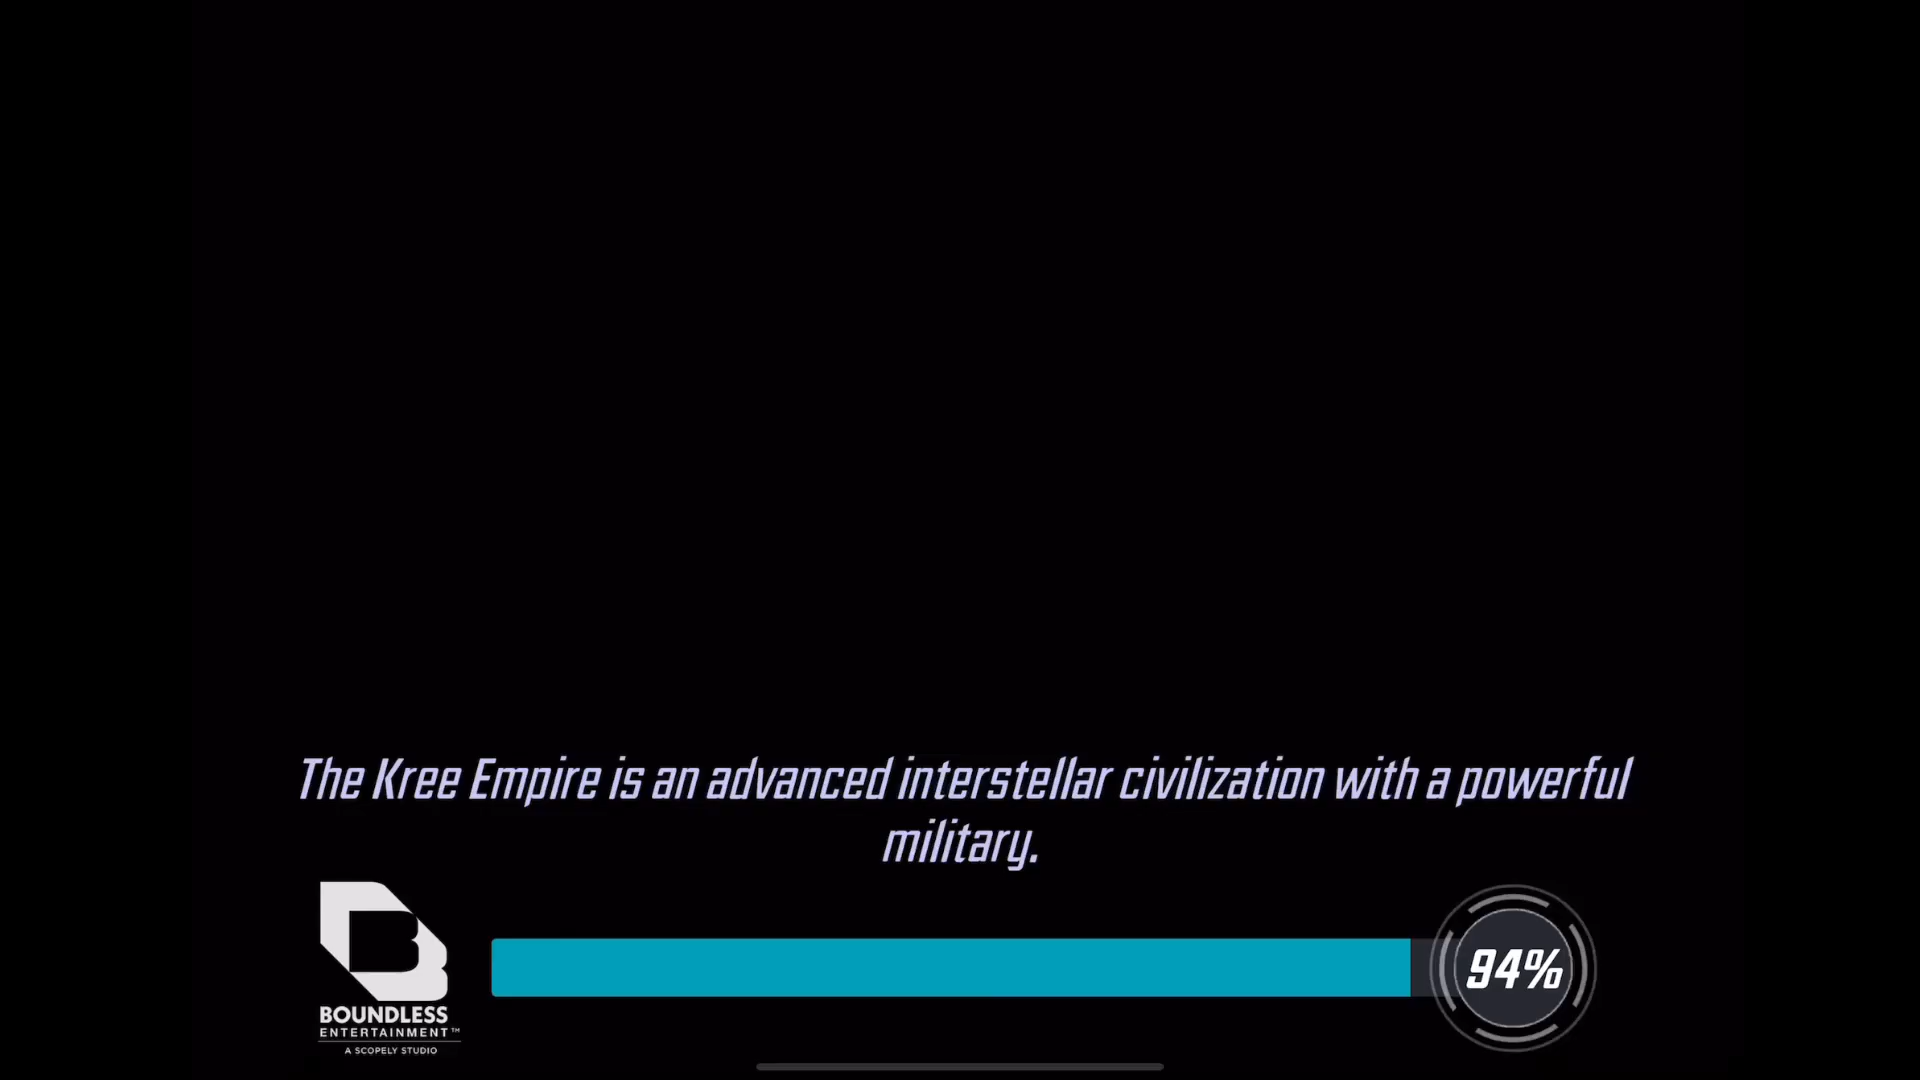 The Kree Empire is an advanced interstellar civilization with a powerful
military.
94%
BOUNDLESS
ENTERTAINMENT™
A SCOPELY STUDIO